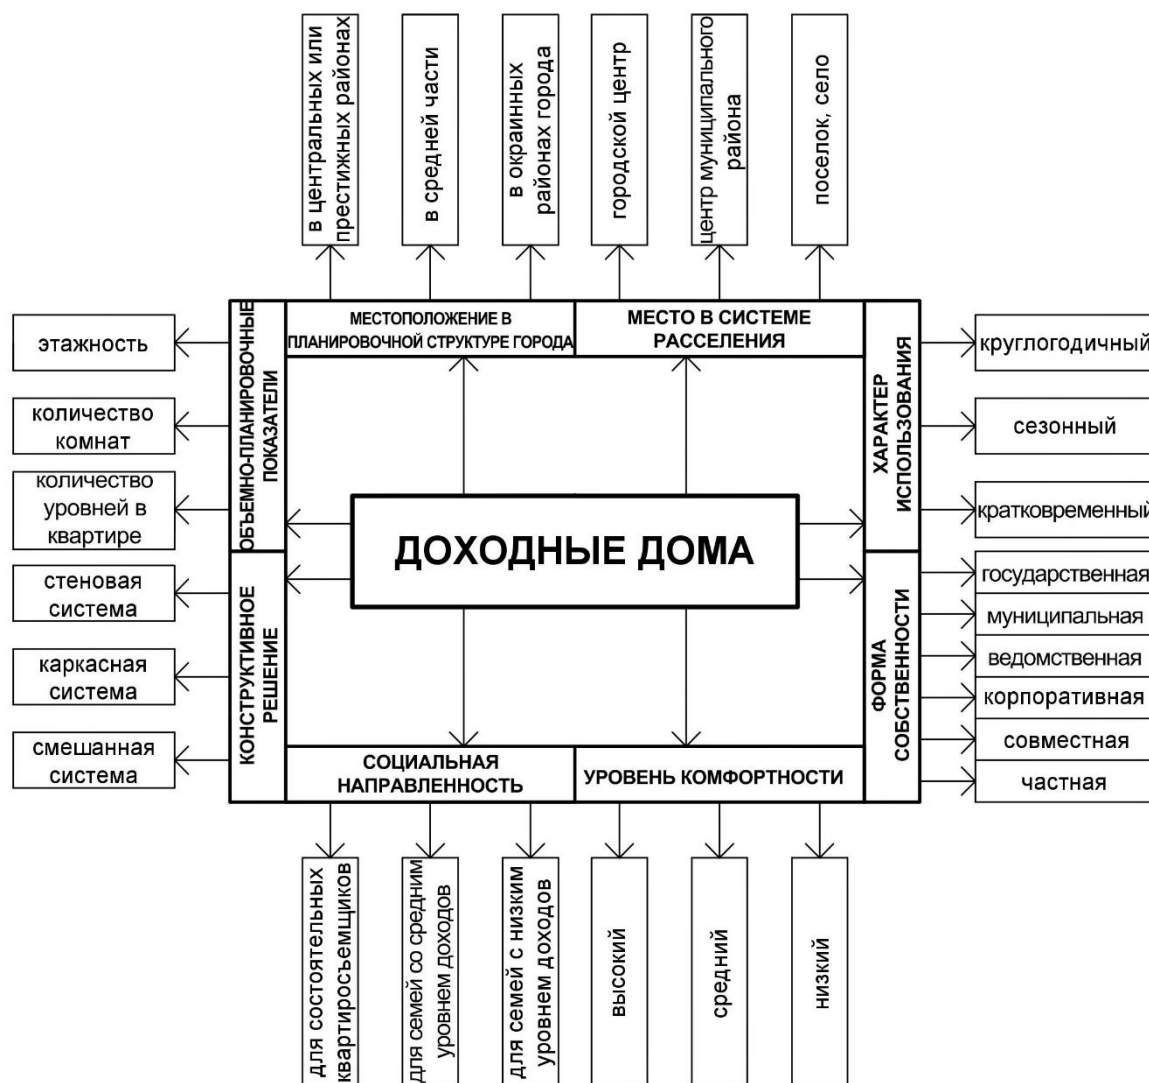 в центральных или
престижных районах
в средней части
в окраинных
районах города
городской центр
центр муниципального
района
поселок, село
МЕСТОПОЛОЖЕНИЕ В
ПЛАНИРОВОЧНОЙ СТРУКТУРЕ ГОРОДА
МЕСТО В СИСТЕМЕ
РАССЕЛЕНИЯ
ОБЪЕМНО-ПЛАНИРОВОЧНЫЕ
ПОКАЗАТЕЛИ
этажность
количество
комнат
количество
уровней в
квартире
КОНСТРУКТИВНОЕ
РЕШЕНИЕ
стеновая
система
каркасная
система
смешанная
система
ДОХОДНЫЕ ДОМА
ХАРАКТЕР
ИСПОЛЬЗОВАНИЯ
круглогодичный
сезонный
кратковременный
ФОРМА
СОБСТВЕННОСТИ
государственная
муниципальная
ведомственная
корпоративная
совместная
частная
СОЦИАЛЬНАЯ
НАПРАВЛЕННОСТЬ
УРОВЕНЬ КОМФОРТНОСТИ
для состоятельных
квартиросъемщиков
для семей со средним
уровнем доходов
для семей с низким
уровнем доходов
высокий
средний
низкий